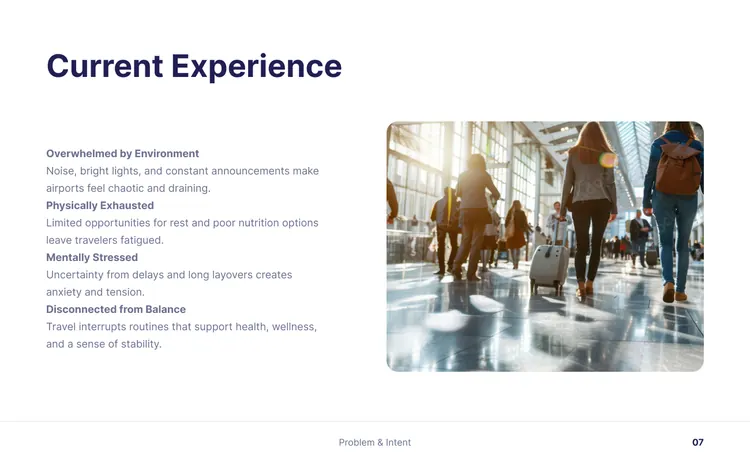 Current Experience
Overwhelmed by Environment
Noise, bright lights, and constant announcements make
airports feel chaotic and draining.
Physically Exhausted
Limited opportunities for rest and poor nutrition options
leave travelers fatigued.
Mentally Stressed
Uncertainty from delays and long layovers creates
anxiety and tension.
Disconnected from Balance
Travel interrupts routines that support health, wellness,
and a sense of stability.
Problem & Intent
07